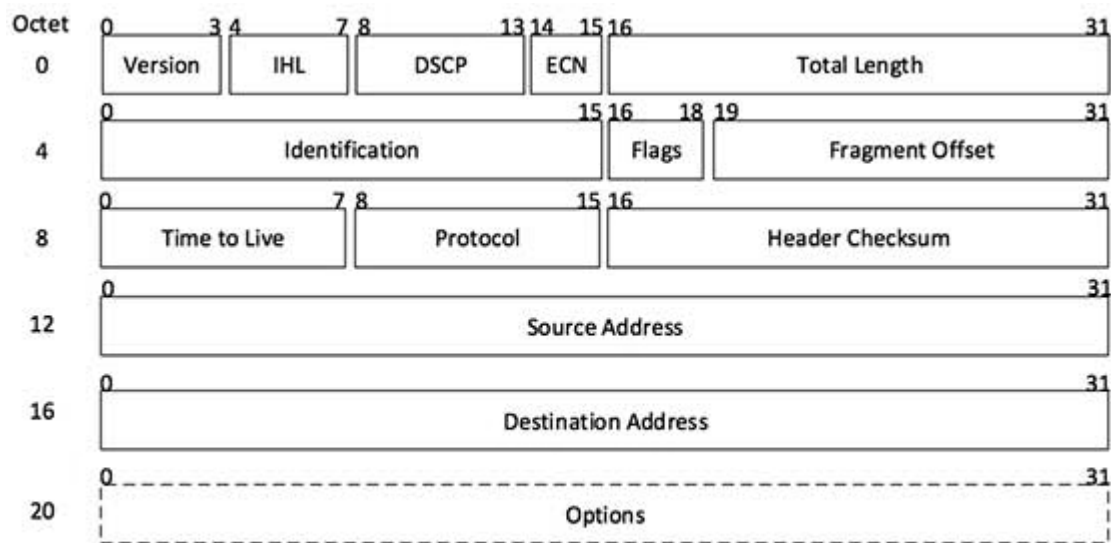 Octet 0 3 4 7 8 13 14 15 16 31
0 Version IHL DSCP ECN Total Length
0 15 16 18 19 31
4 Identification Flags Fragment Offset
0 7 8 15 16 31
8 Time to Live Protocol Header Checksum
0 31
12 Source Address
0 31
16 Destination Address
0 31
20 Options